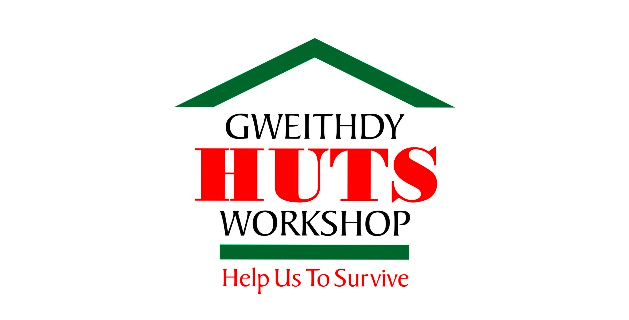 GWEITHDY
HUTS
WORKSHOP
Help Us To Survive